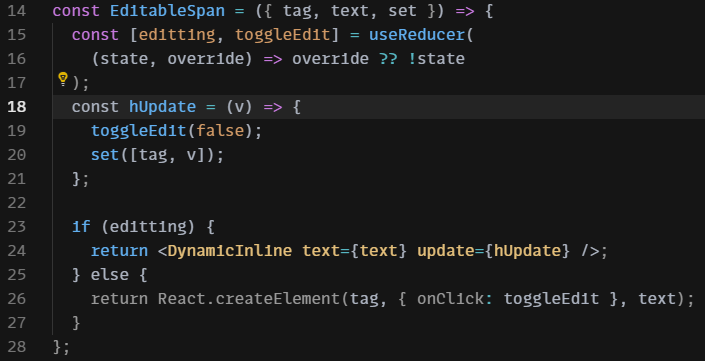 14 const EditableSpan = ({ tag, text, set }) => {
15   const [editting, toggleEdit] = useReducer(
16     (state, override) => override ?? !state
17   );
18   const hUpdate = (v) => {
19     toggleEdit(false);
20     set([tag, v]);
21   };
22
23   if (editting) {
24     return <DynamicInline text={text} update={hUpdate} />;
25   } else {
26     return React.createElement(tag, { onClick: toggleEdit }, text);
27   }
28 };